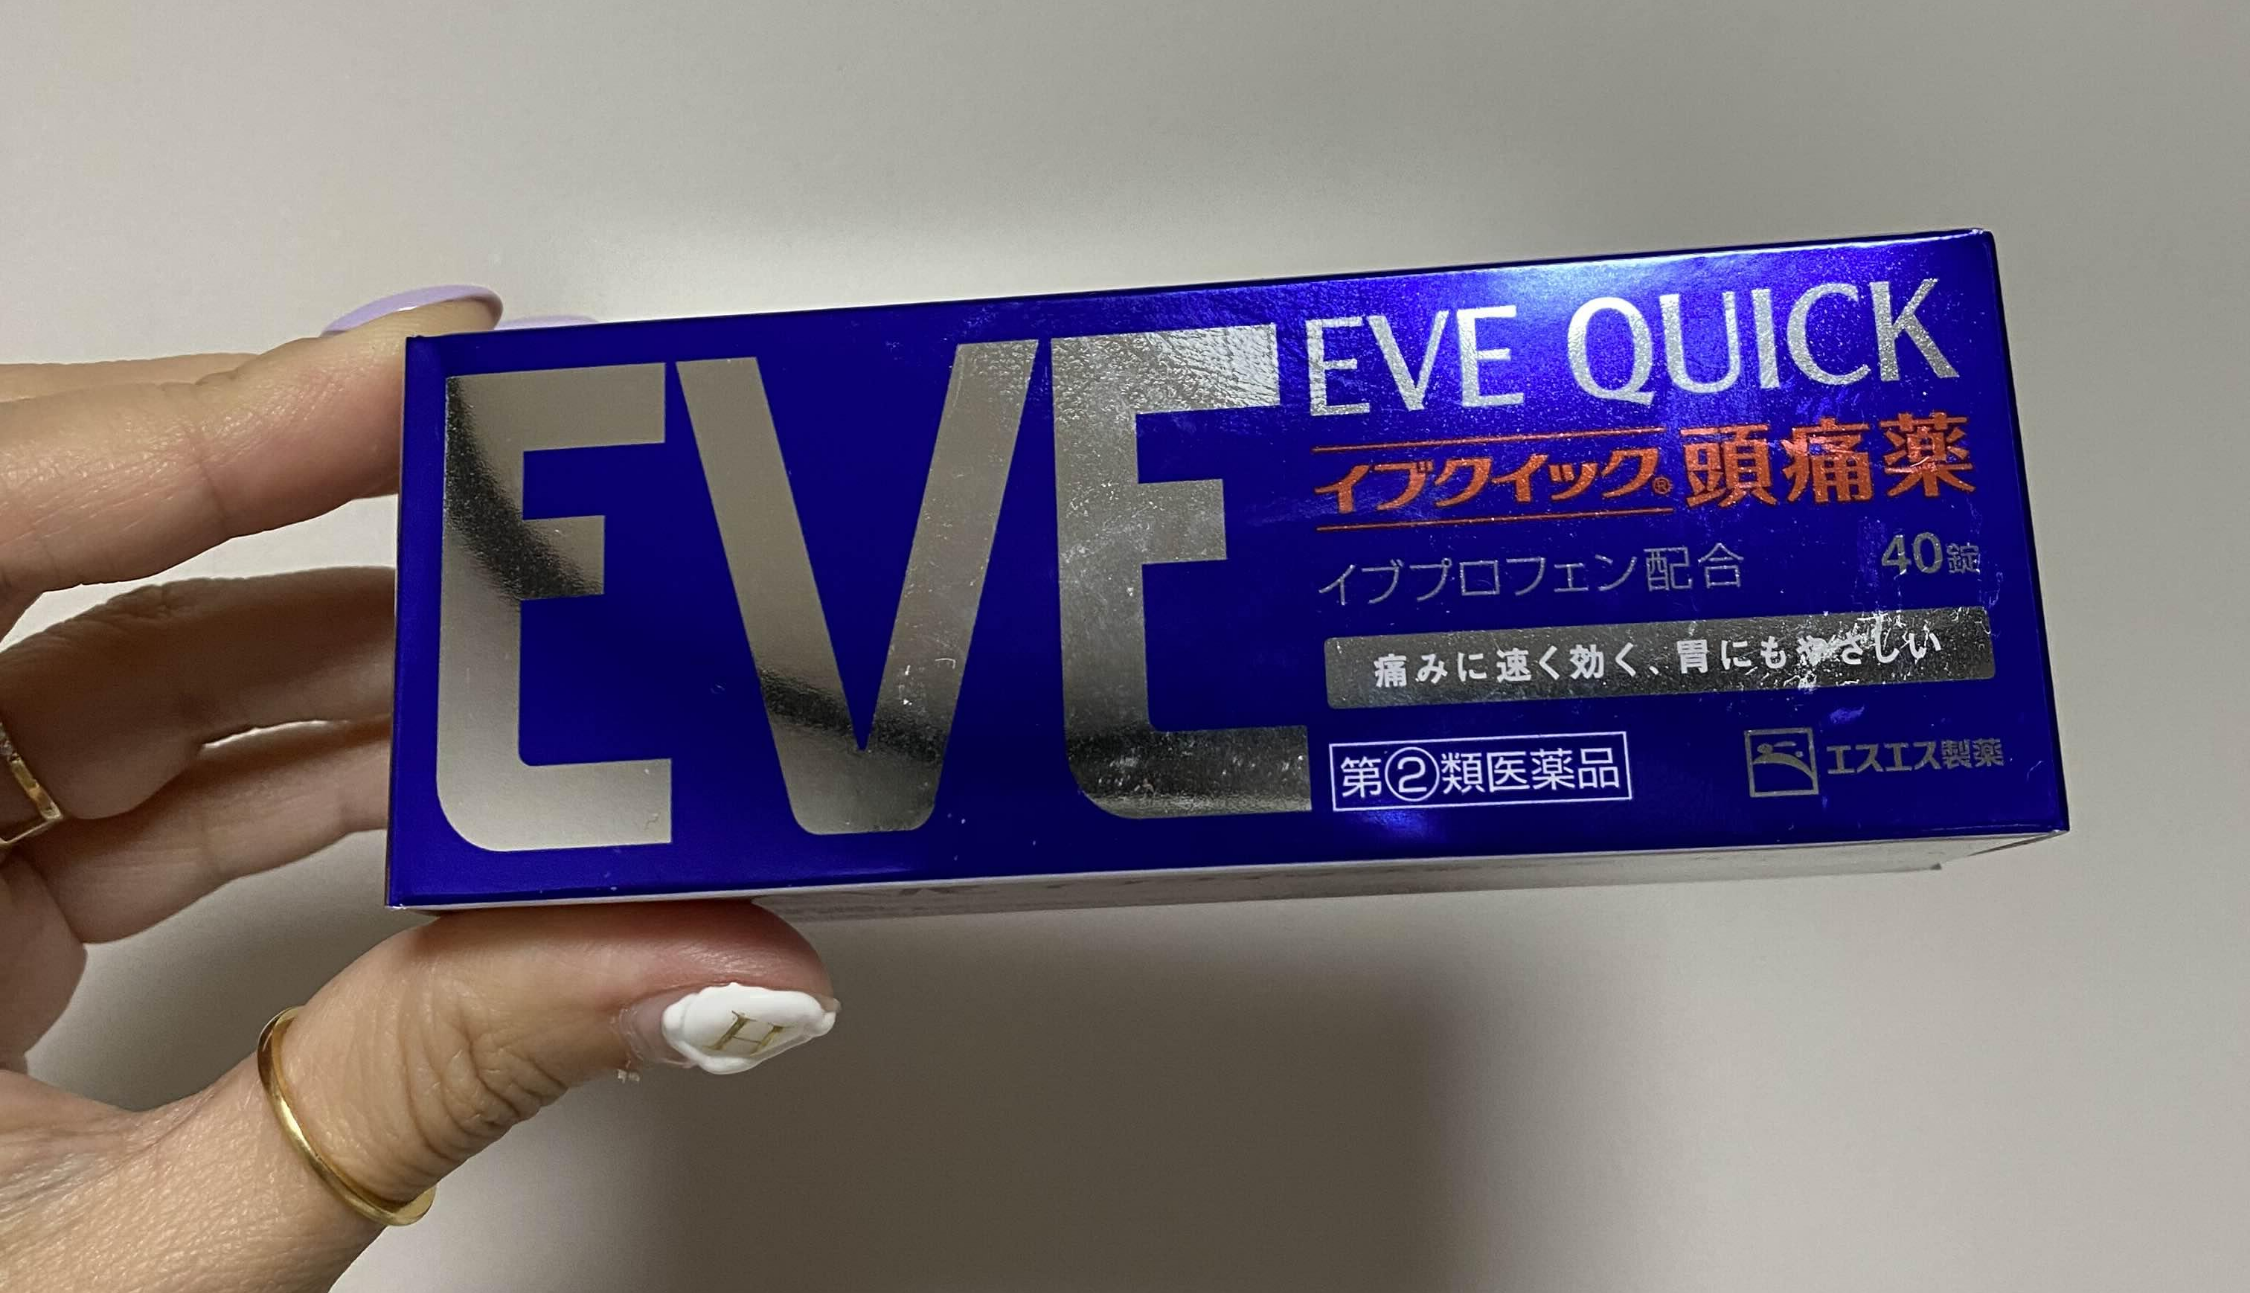 EVE
EVE QUICK
イブクイック® 頭痛薬
イブプロフェン配合
40錠
痛みに速く効く、胃にもやさしい
第②類医薬品
エスエス製薬
H